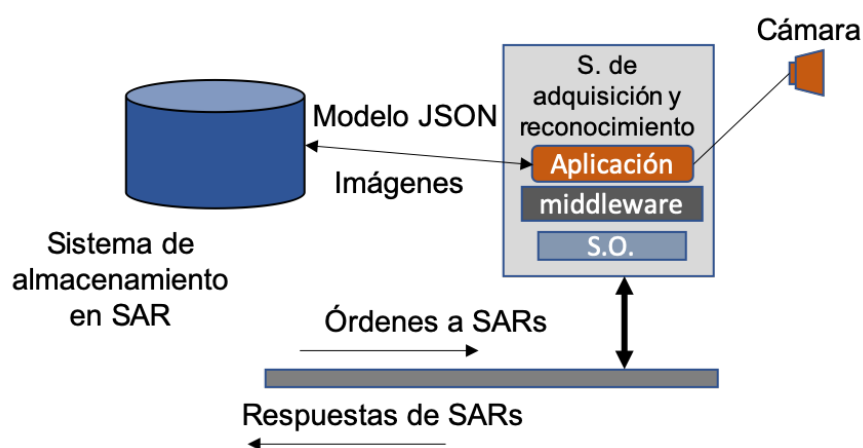 Cámara
S. de
adquisición y
reconocimiento
Aplicación
middleware
S.O.
Modelo JSON
Imágenes
Sistema de
almacenamiento
en SAR
Órdenes a SARs
Respuestas de SARs